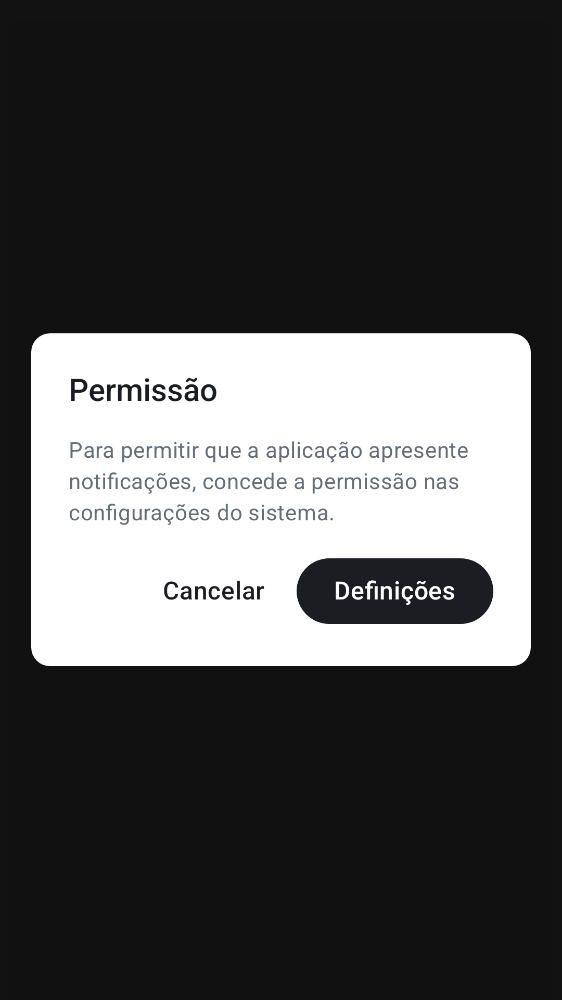 Permissão
Para permitir que a aplicação apresente
notificações, concede a permissão nas
configurações do sistema.
Cancelar
Definições